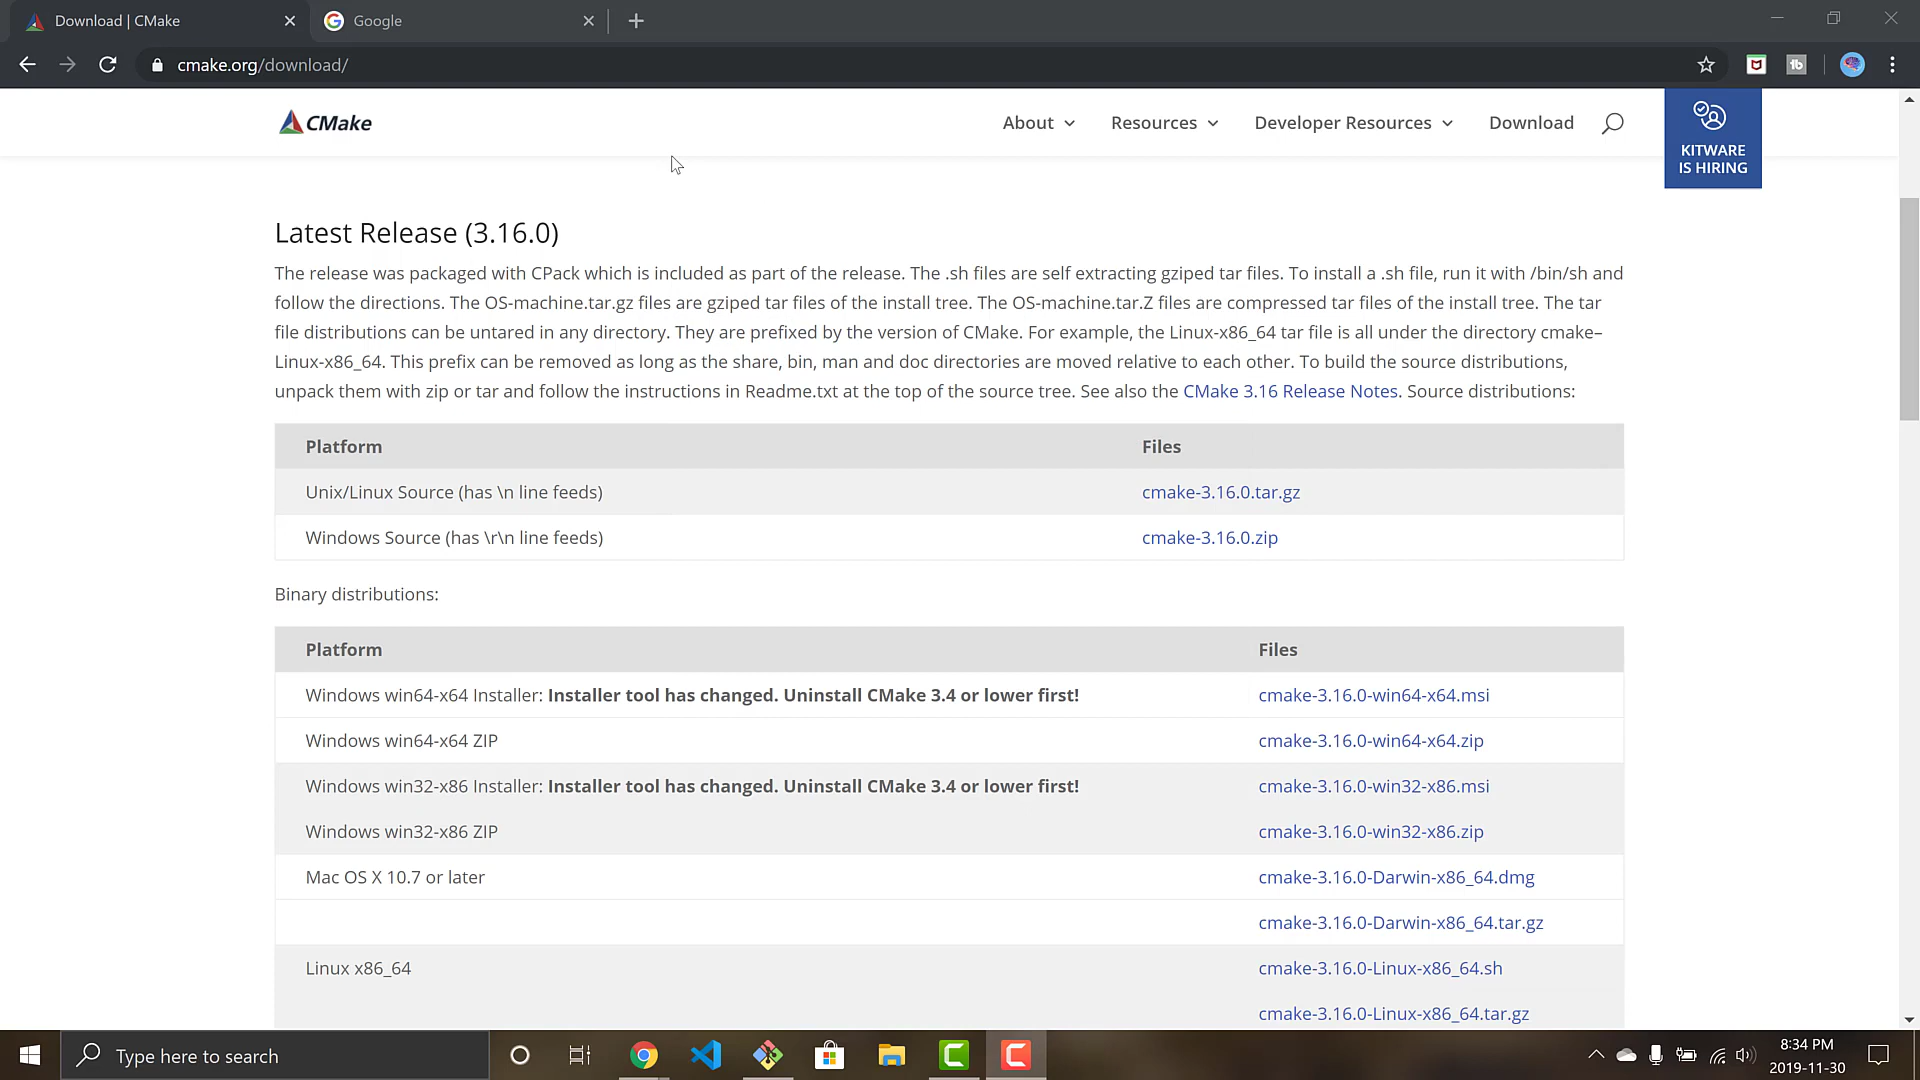 Download | CMake
Google
cmake.org/download/
CMake
About
Resources
Developer Resources
Download
KITWARE
IS HIRING
Latest Release (3.16.0)
The release was packaged with CPack which is included as part of the release. The .sh files are self extracting gziped tar files. To install a .sh file, run it with /bin/sh and
follow the directions. The OS-machine.tar.gz files are gziped tar files of the install tree. The OS-machine.tar.Z files are compressed tar files of the install tree. The tar
file distributions can be untared in any directory. They are prefixed by the version of CMake. For example, the Linux-x86_64 tar file is all under the directory cmake–
Linux-x86_64. This prefix can be removed as long as the share, bin, man and doc directories are moved relative to each other. To build the source distributions,
unpack them with zip or tar and follow the instructions in Readme.txt at the top of the source tree. See also the CMake 3.16 Release Notes. Source distributions:
Platform Files
Unix/Linux Source (has \n line feeds) cmake-3.16.0.tar.gz
Windows Source (has \r\n line feeds) cmake-3.16.0.zip
Binary distributions:
Platform Files
Windows win64-x64 Installer: Installer tool has changed. Uninstall CMake 3.4 or lower first! cmake-3.16.0-win64-x64.msi
Windows win64-x64 ZIP cmake-3.16.0-win64-x64.zip
Windows win32-x86 Installer: Installer tool has changed. Uninstall CMake 3.4 or lower first! cmake-3.16.0-win32-x86.msi
Windows win32-x86 ZIP cmake-3.16.0-win32-x86.zip
Mac OS X 10.7 or later cmake-3.16.0-Darwin-x86_64.dmg
cmake-3.16.0-Darwin-x86_64.tar.gz
Linux x86_64 cmake-3.16.0-Linux-x86_64.sh
cmake-3.16.0-Linux-x86_64.tar.gz
Type here to search
8:34 PM
2019-11-30